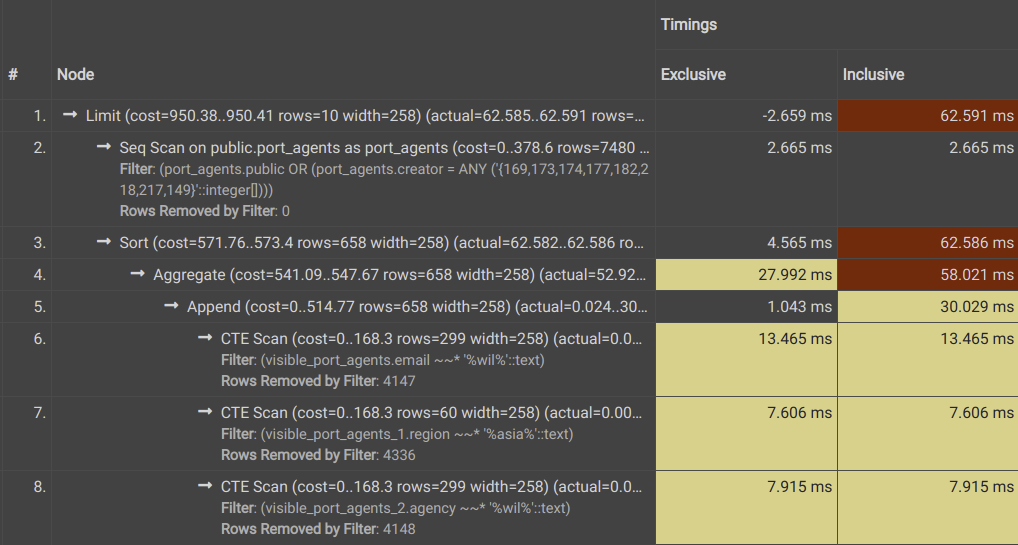 Timings
# Node Exclusive Inclusive
1. → Limit (cost=950.38..950.41 rows=10 width=258) (actual=62.585..62.591 rows=... -2.659 ms 62.591 ms
2. → Seq Scan on public.port_agents as port_agents (cost=0..378.6 rows=7480 ... 2.665 ms 2.665 ms
Filter: (port_agents.public OR (port_agents.creator = ANY ('{169,173,174,177,182,2
18,217,149}'::integer[])))
Rows Removed by Filter: 0
3. → Sort (cost=571.76..573.4 rows=658 width=258) (actual=62.582..62.586 ro... 4.565 ms 62.586 ms
4. → Aggregate (cost=541.09..547.67 rows=658 width=258) (actual=52.92... 27.992 ms 58.021 ms
5. → Append (cost=0..514.77 rows=658 width=258) (actual=0.024..30... 1.043 ms 30.029 ms
6. → CTE Scan (cost=0..168.3 rows=299 width=258) (actual=0.0... 13.465 ms 13.465 ms
Filter: (visible_port_agents.email ~~* '%wil%'::text)
Rows Removed by Filter: 4147
7. → CTE Scan (cost=0..168.3 rows=60 width=258) (actual=0.00... 7.606 ms 7.606 ms
Filter: (visible_port_agents_1.region ~~* '%asia%'::text)
Rows Removed by Filter: 4336
8. → CTE Scan (cost=0..168.3 rows=299 width=258) (actual=0.0... 7.915 ms 7.915 ms
Filter: (visible_port_agents_2.agency ~~* '%wil%'::text)
Rows Removed by Filter: 4148